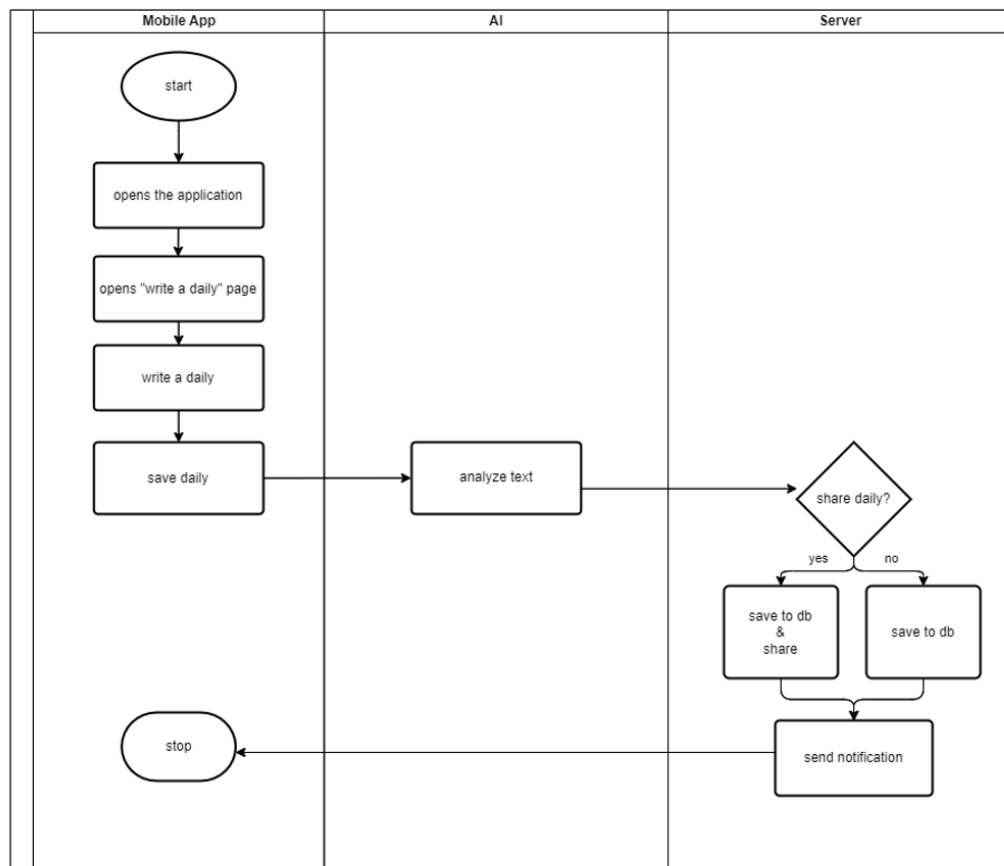 Mobile App
AI
Server
start
opens the application
opens "write a daily" page
write a daily
save daily
analyze text
share daily?
yes
no
save to db
&
share
save to db
send notification
stop